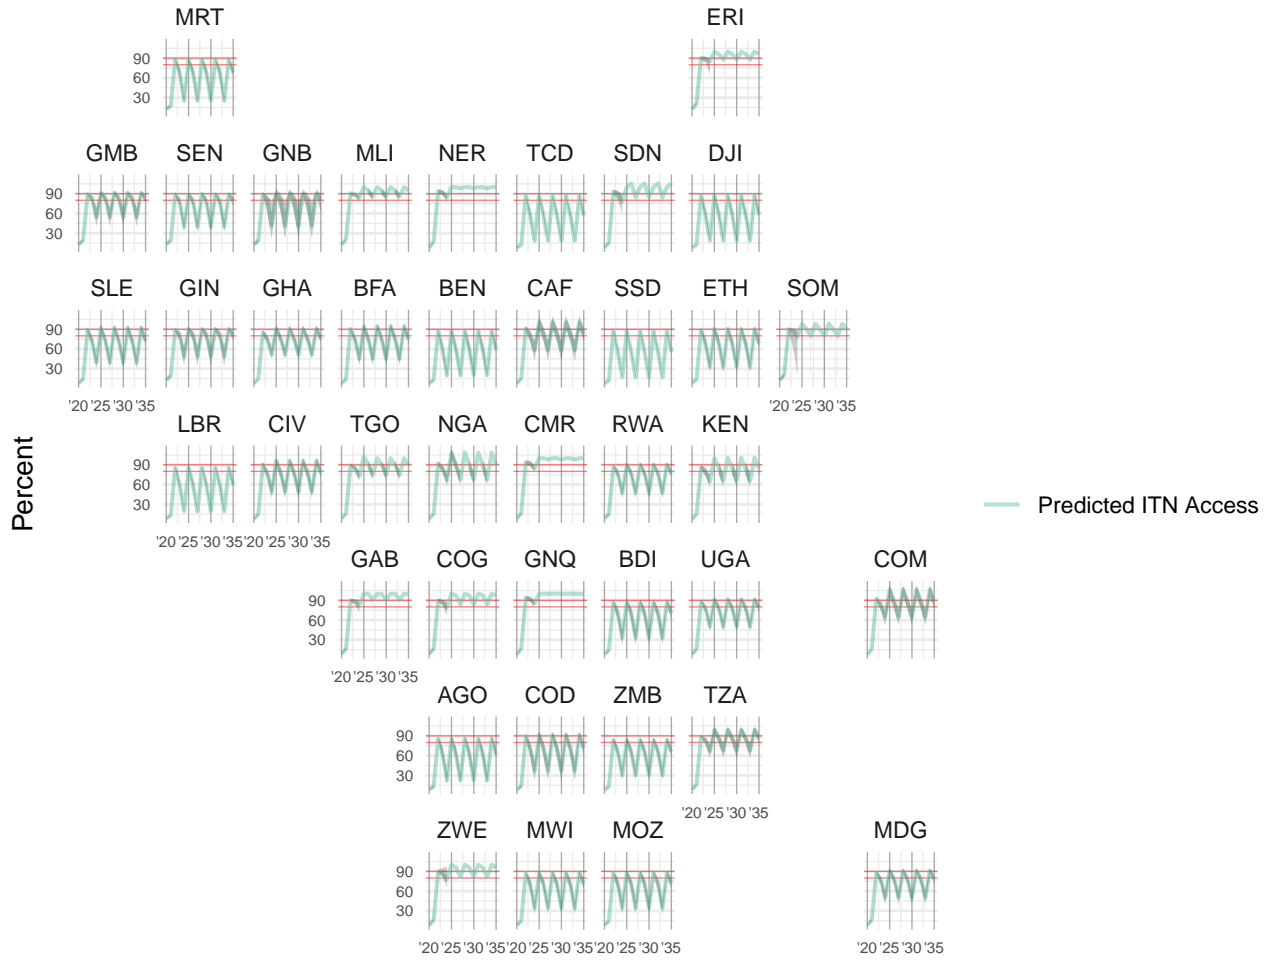 MRT ERI
90
60
30
GMB SEN GNB MLI NER TCD SDN DJI
90
60
30
SLE GIN GHA BFA BEN CAF SSD ETH SOM
90
60
30
'20 '25 '30 '35 '20 '25 '30 '35
LBR CIV TGO NGA CMR RWA KEN
90
60
30
Percent
Predicted ITN Access
'20 '25 '30 '35 '20 '25 '30 '35
GAB COG GNQ BDI UGA COM
90
60
30
'20 '25 '30 '35
AGO COD ZMB TZA
90
60
30
'20 '25 '30 '35
ZWE MWI MOZ MDG
90
60
30
'20 '25 '30 '35 '20 '25 '30 '35 '20 '25 '30 '35 '20 '25 '30 '35